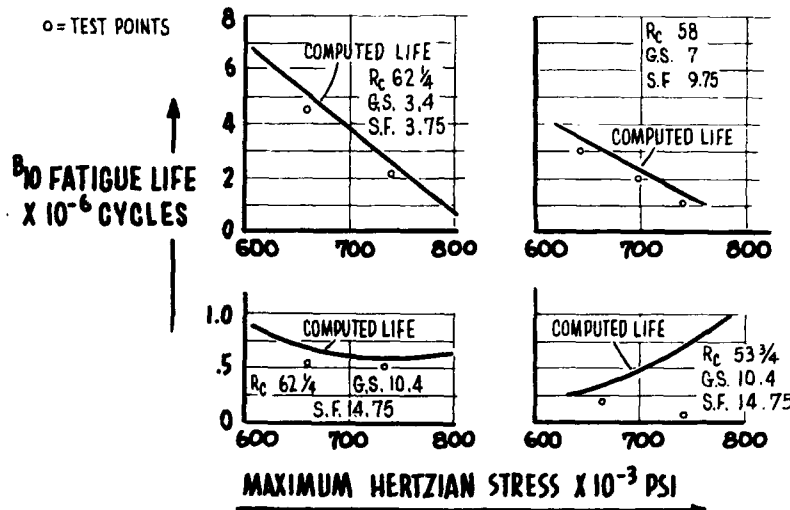 o = TEST POINTS
8
6
4
2
0
COMPUTED LIFE
Rc 62 1/4
G.S. 3.4
S.F. 3.75
600 700 800
Rc 58
G.S. 7
S.F 9.75
COMPUTED LIFE
600 700 800
B10 FATIGUE LIFE
X 10⁻⁶ CYCLES
1.0
.5
0
COMPUTED LIFE
Rc 62 1/4 G.S. 10.4
S.F. 14.75
600 700 800
COMPUTED LIFE
Rc 53 3/4
G.S. 10.4
S.F. 14.75
600 700 800
MAXIMUM HERTZIAN STRESS X 10⁻³ PSI